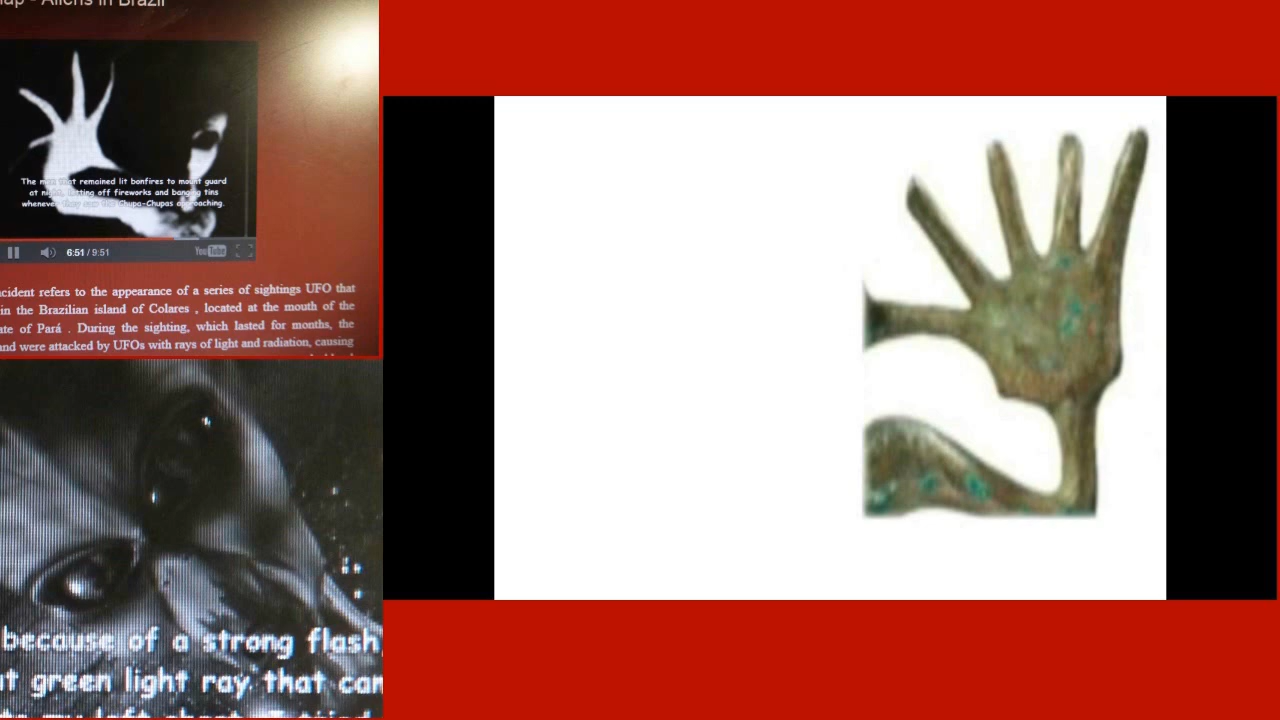 Aliens in Brazil
The men that remained lit bonfires to mount guard
at night, letting off fireworks and banging tins
whenever they saw the Chupa-Chupas approaching.
6:51 / 9:51
YouTube
ncident refers to the appearance of a series of sightings UFO that
in the Brazilian island of Colares , located at the mouth of the
ate of Pará . During the sighting, which lasted for months, the
and were attacked by UFOs with rays of light and radiation, causing
because of a strong flash,
green light ray that